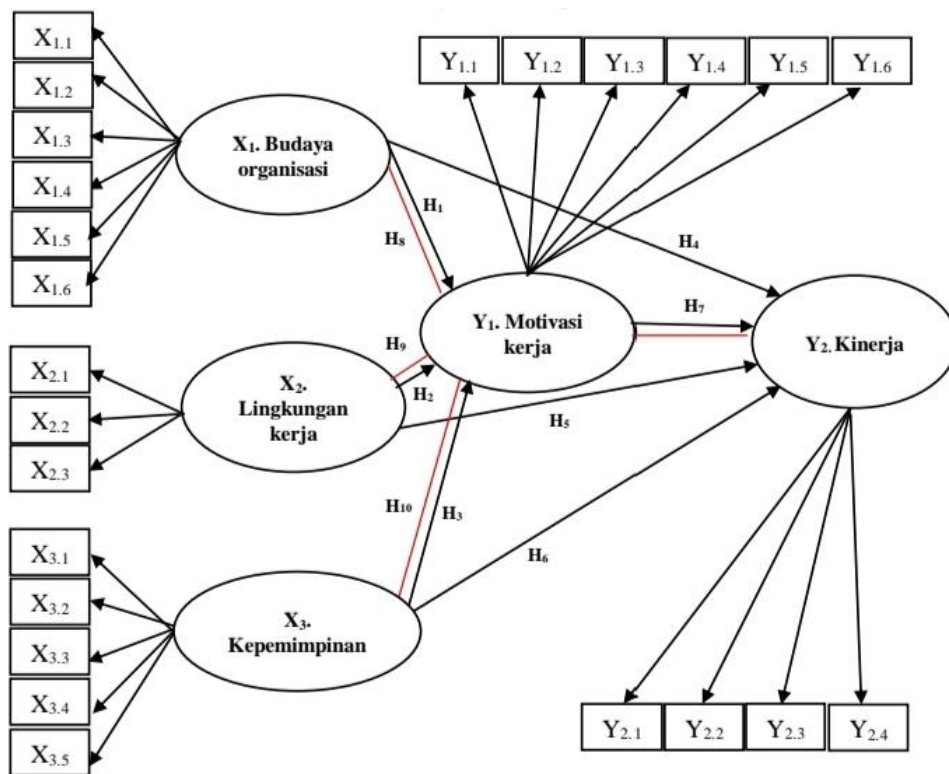 X1.1
X1.2
X1.3
X1.4
X1.5
X1.6
Y1.1
Y1.2
Y1.3
Y1.4
Y1.5
Y1.6
X1. Budaya
organisasi
H1
H8
H4
Y1. Motivasi
kerja
H7
Y2. Kinerja
H9
H2
X2.1
X2.2
X2.3
X2.
Lingkungan
kerja
H5
H10
H3
H6
X3.1
X3.2
X3.3
X3.4
X3.5
X3.
Kepemimpinan
Y2.1
Y2.2
Y2.3
Y2.4